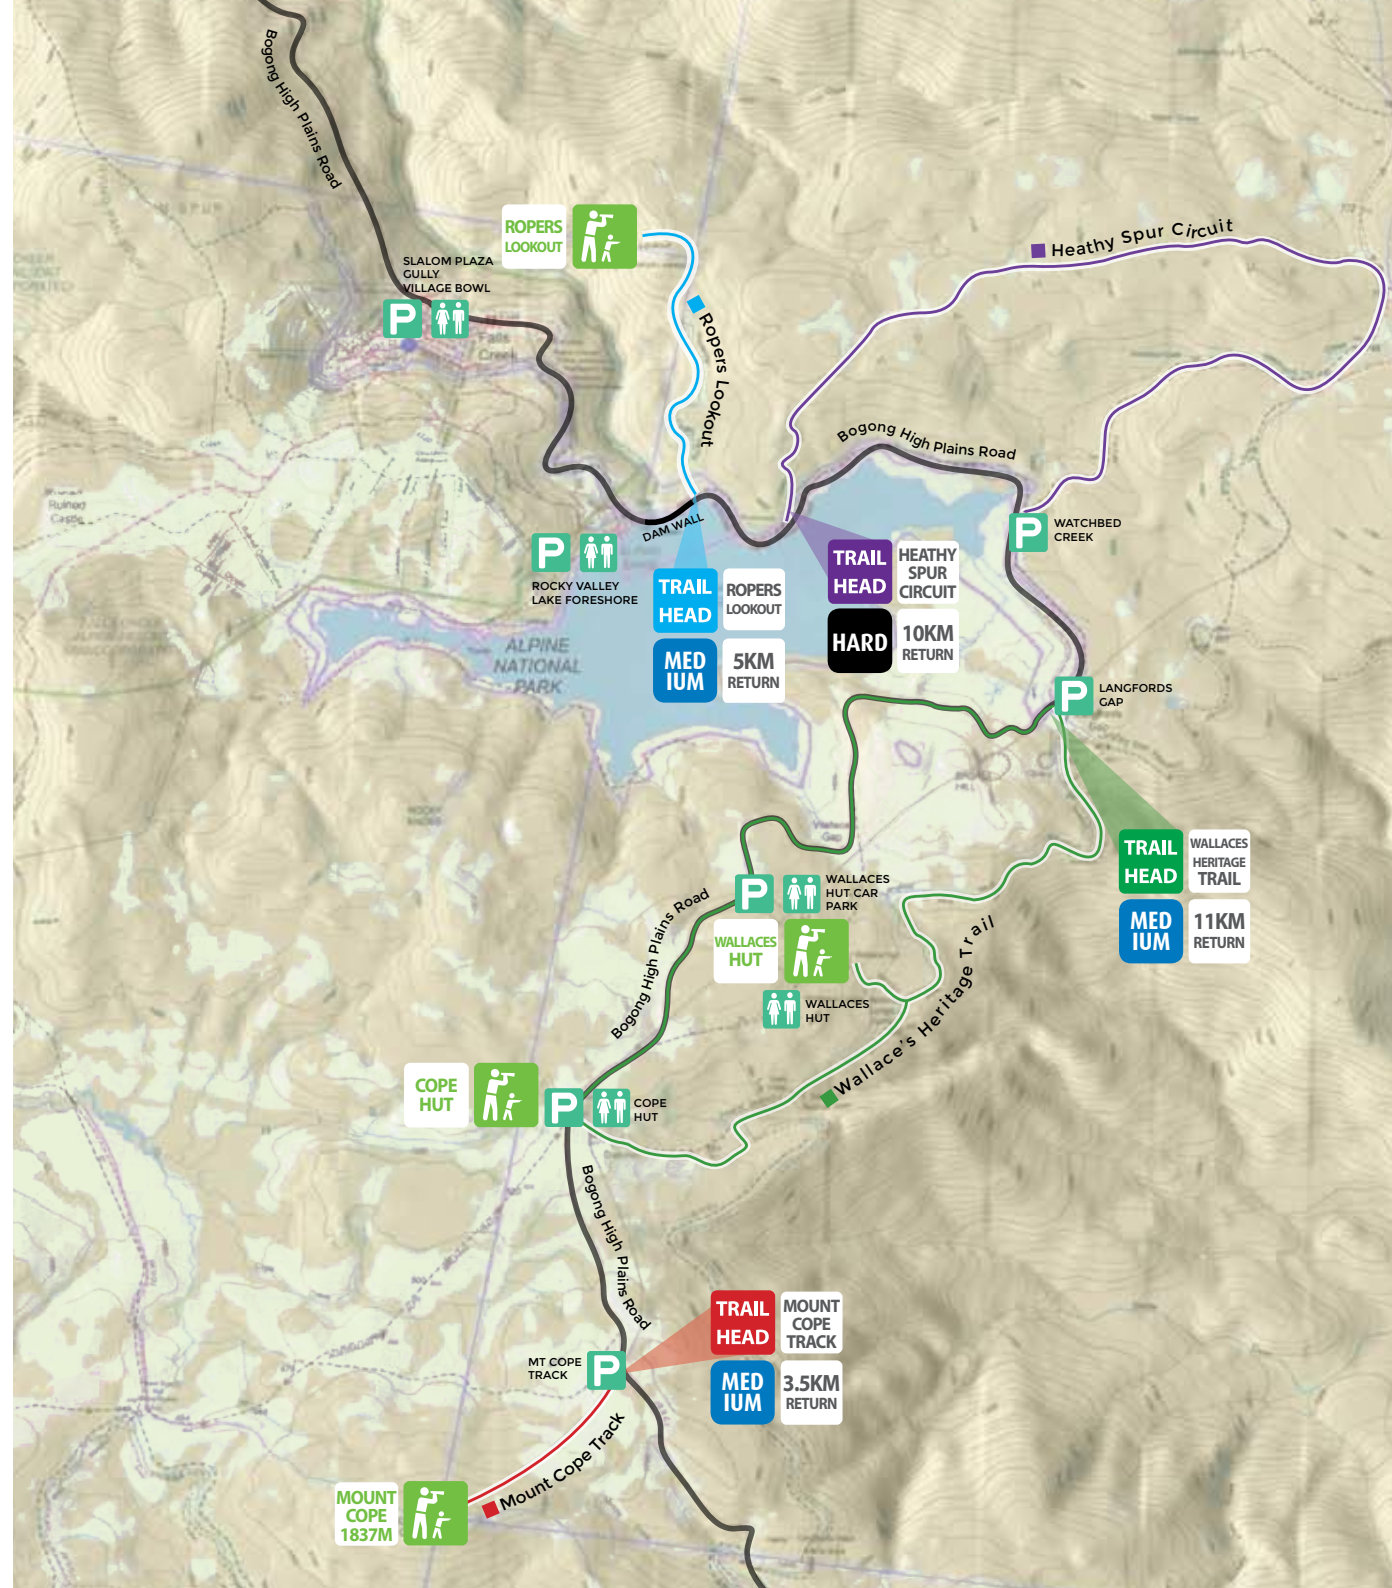 Bogong High Plains Road
ROPERS
LOOKOUT
Heathy Spur Circuit
SLALOM PLAZA
GULLY
VILLAGE BOWL
P
Falls
Creek
Ropers Lookout
Bogong High Plains Road
Ruined
Castle
DAM WALL
P
WATCHBED
CREEK
P
ROCKY VALLEY
LAKE FORESHORE
TRAIL
HEAD
ROPERS
LOOKOUT
MED
IUM
5KM
RETURN
TRAIL
HEAD
HEATHY
SPUR
CIRCUIT
HARD
10KM
RETURN
ALPINE
NATIONAL
PARK
P
LANGFORDS
GAP
TRAIL
HEAD
WALLACES
HERITAGE
TRAIL
MED
IUM
11KM
RETURN
P
WALLACES
HUT CAR
PARK
Bogong High Plains Road
WALLACES
HUT
WALLACES
HUT
Wallace's Heritage Trail
COPE
HUT
P
COPE
HUT
Bogong High Plains Road
TRAIL
HEAD
MOUNT
COPE
TRACK
MED
IUM
3.5KM
RETURN
MT COPE
TRACK
P
Mount Cope Track
MOUNT
COPE
1837M